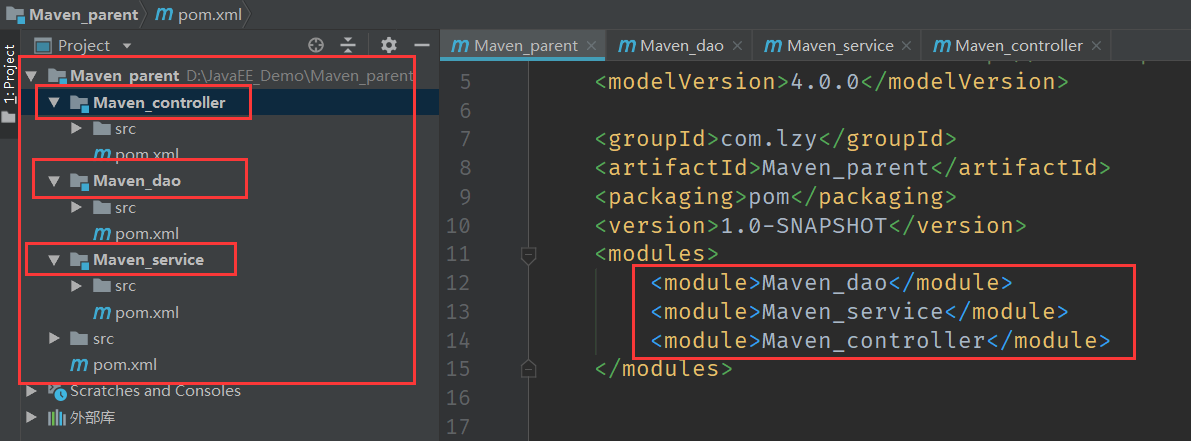 Maven_parent pom.xml
1: Project
Project
Maven_parent D:\JavaEE_Demo\Maven_parent
Maven_controller
src
pom.xml
Maven_dao
src
pom.xml
Maven_service
src
pom.xml
src
pom.xml
Scratches and Consoles
外部库
Maven_parent Maven_dao Maven_service Maven_controller
5 <modelVersion>4.0.0</modelVersion>
6
7 <groupId>com.lzy</groupId>
8 <artifactId>Maven_parent</artifactId>
9 <packaging>pom</packaging>
10 <version>1.0-SNAPSHOT</version>
11 <modules>
12 <module>Maven_dao</module>
13 <module>Maven_service</module>
14 <module>Maven_controller</module>
15 </modules>
16
17